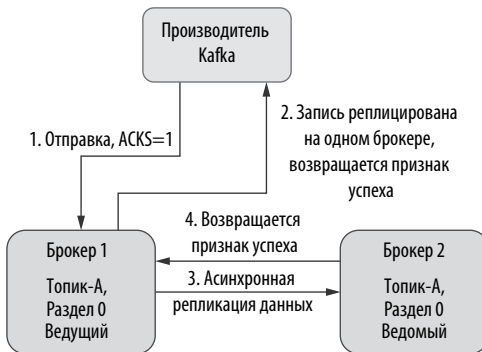 Производитель
Kafka
1. Отправка, ACKS=1
2. Запись реплицирована
на одном брокере,
возвращается признак
успеха
4. Возвращается
признак успеха
Брокер 1
Топик-А,
Раздел 0
Ведущий
3. Асинхронная
репликация данных
Брокер 2
Топик-А,
Раздел 0
Ведомый